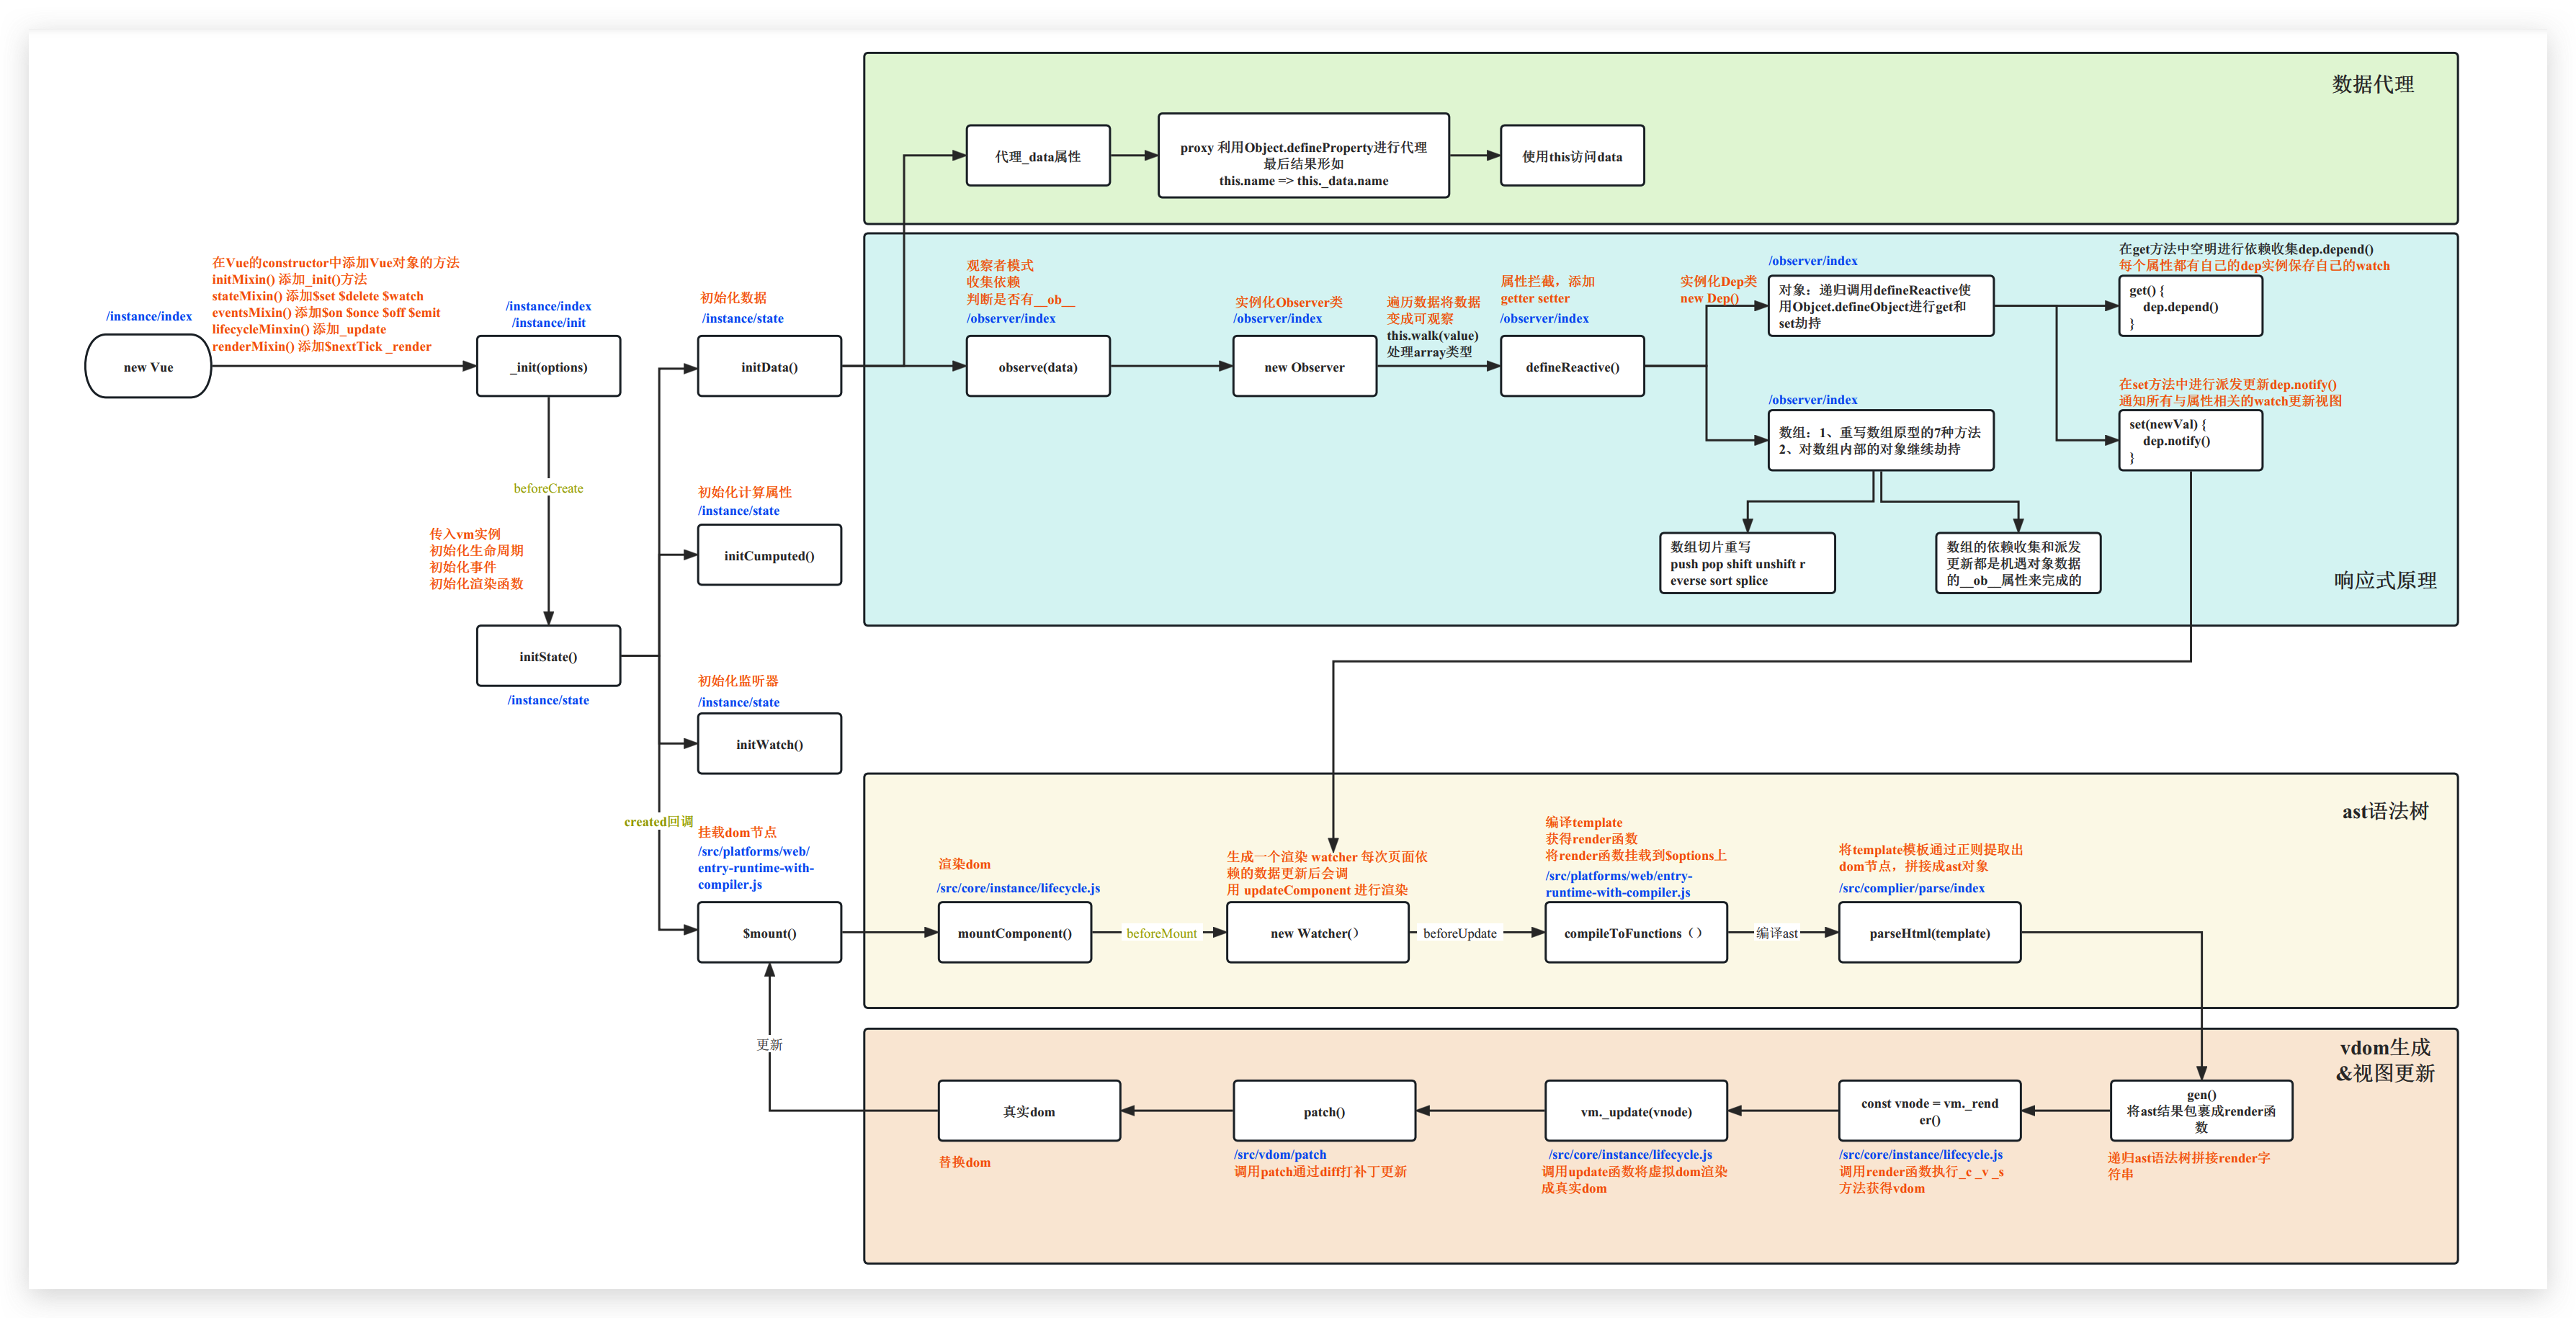 数据代理
代理_data属性
proxy 利用Object.defineProperty进行代理
最后结果形如
this.name => this._data.name
使用this访问data
/instance/index
new Vue
在Vue的constructor中添加Vue对象的方法
initMixin() 添加_init()方法
stateMixin() 添加$set $delete $watch
eventsMixin() 添加$on $once $off $emit
lifecycleMinxin() 添加_update
renderMixin() 添加$nextTick _render
/instance/index
/instance/init
_init(options)
beforeCreate
传入vm实例
初始化生命周期
初始化事件
初始化渲染函数
initState()
/instance/state
初始化数据
/instance/state
initData()
初始化计算属性
/instance/state
initCumputed()
初始化监听器
/instance/state
initWatch()
created回调
挂载dom节点
/src/platforms/web/
entry-runtime-with-
compiler.js
$mount()
更新
响应式原理
观察者模式
收集依赖
判断是否有__ob__
/observer/index
observe(data)
实例化Observer类
/observer/index
new Observer
遍历数据将数据
变成可观察
this.walk(value)
处理array类型
属性拦截，添加
getter setter
/observer/index
defineReactive()
实例化Dep类
new Dep()
/observer/index
对象：递归调用defineReactive使
用Objcet.defineObject进行get和
set劫持
/observer/index
数组：1、重写数组原型的7种方法
2、对数组内部的对象继续劫持
数组切片重写
push pop shift unshift r
everse sort splice
数组的依赖收集和派发
更新都是机遇对象数据
的__ob__属性来完成的
在get方法中空明进行依赖收集dep.depend()
每个属性都有自己的dep实例保存自己的watch
get() {
dep.depend()
}
在set方法中进行派发更新dep.notify()
通知所有与属性相关的watch更新视图
set(newVal) {
dep.notify()
}
ast语法树
渲染dom
/src/core/instance/lifecycle.js
mountComponent()
beforeMount
生成一个渲染 watcher 每次页面依
赖的数据更新后会调
用 updateComponent 进行渲染
new Watcher(）
beforeUpdate
编译template
获得render函数
将render函数挂载到$options上
/src/platforms/web/entry-
runtime-with-compiler.js
compileToFunctions（）
编译ast
将template模板通过正则提取出
dom节点，拼接成ast对象
/src/complier/parse/index
parseHtml(template)
vdom生成
&视图更新
gen()
将ast结果包裹成render函
数
递归ast语法树拼接render字
符串
const vnode = vm._rend
er()
/src/core/instance/lifecycle.js
调用render函数执行_c _v _s
方法获得vdom
vm._update(vnode)
/src/core/instance/lifecycle.js
调用update函数将虚拟dom渲染
成真实dom
patch()
/src/vdom/patch
调用patch通过diff打补丁更新
真实dom
替换dom